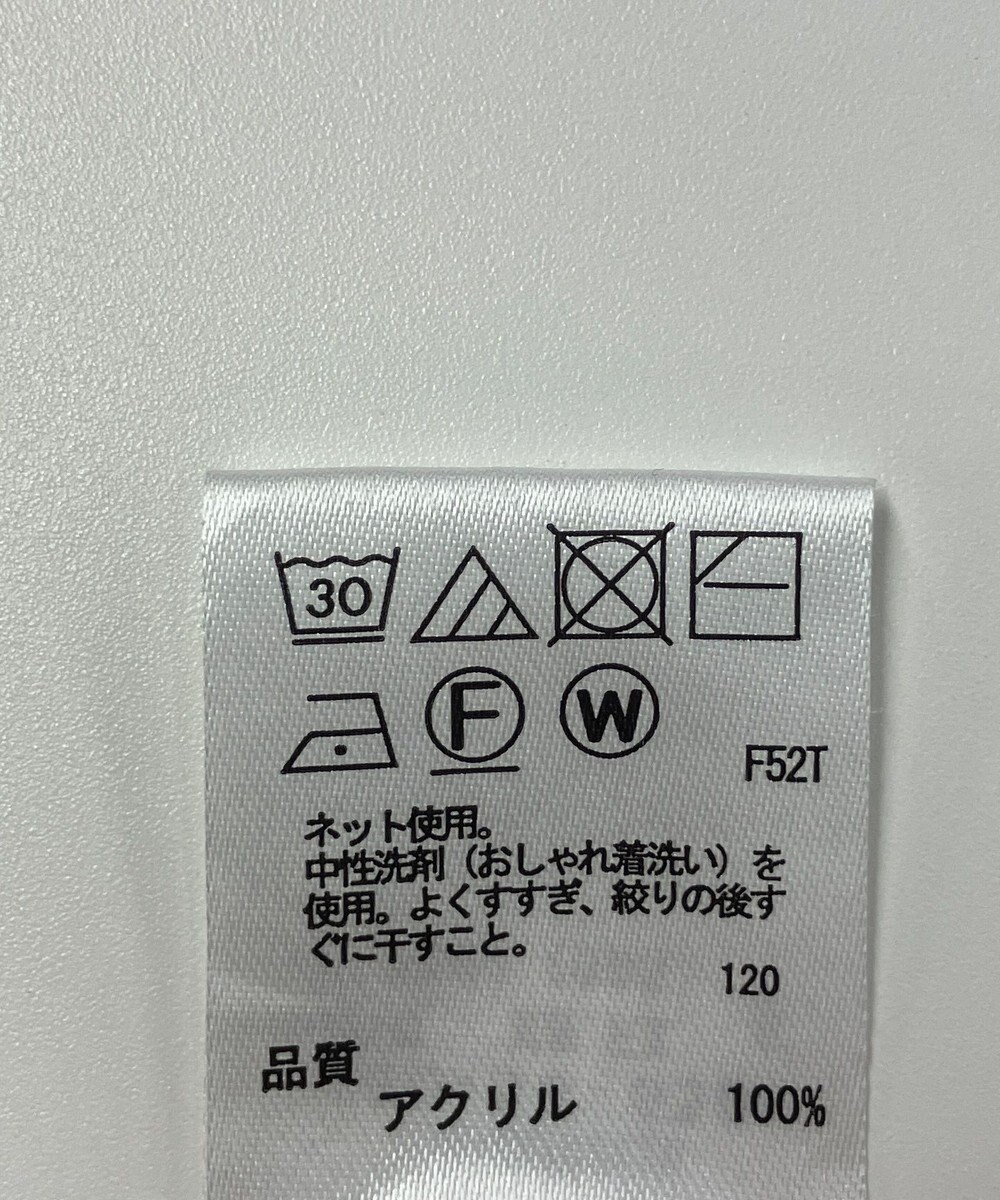 30
F W
F52T
ネット使用。
中性洗剤（おしゃれ着洗い）を
使用。よくすすぎ、絞りの後す
ぐに干すこと。
120
品質
アクリル 100%